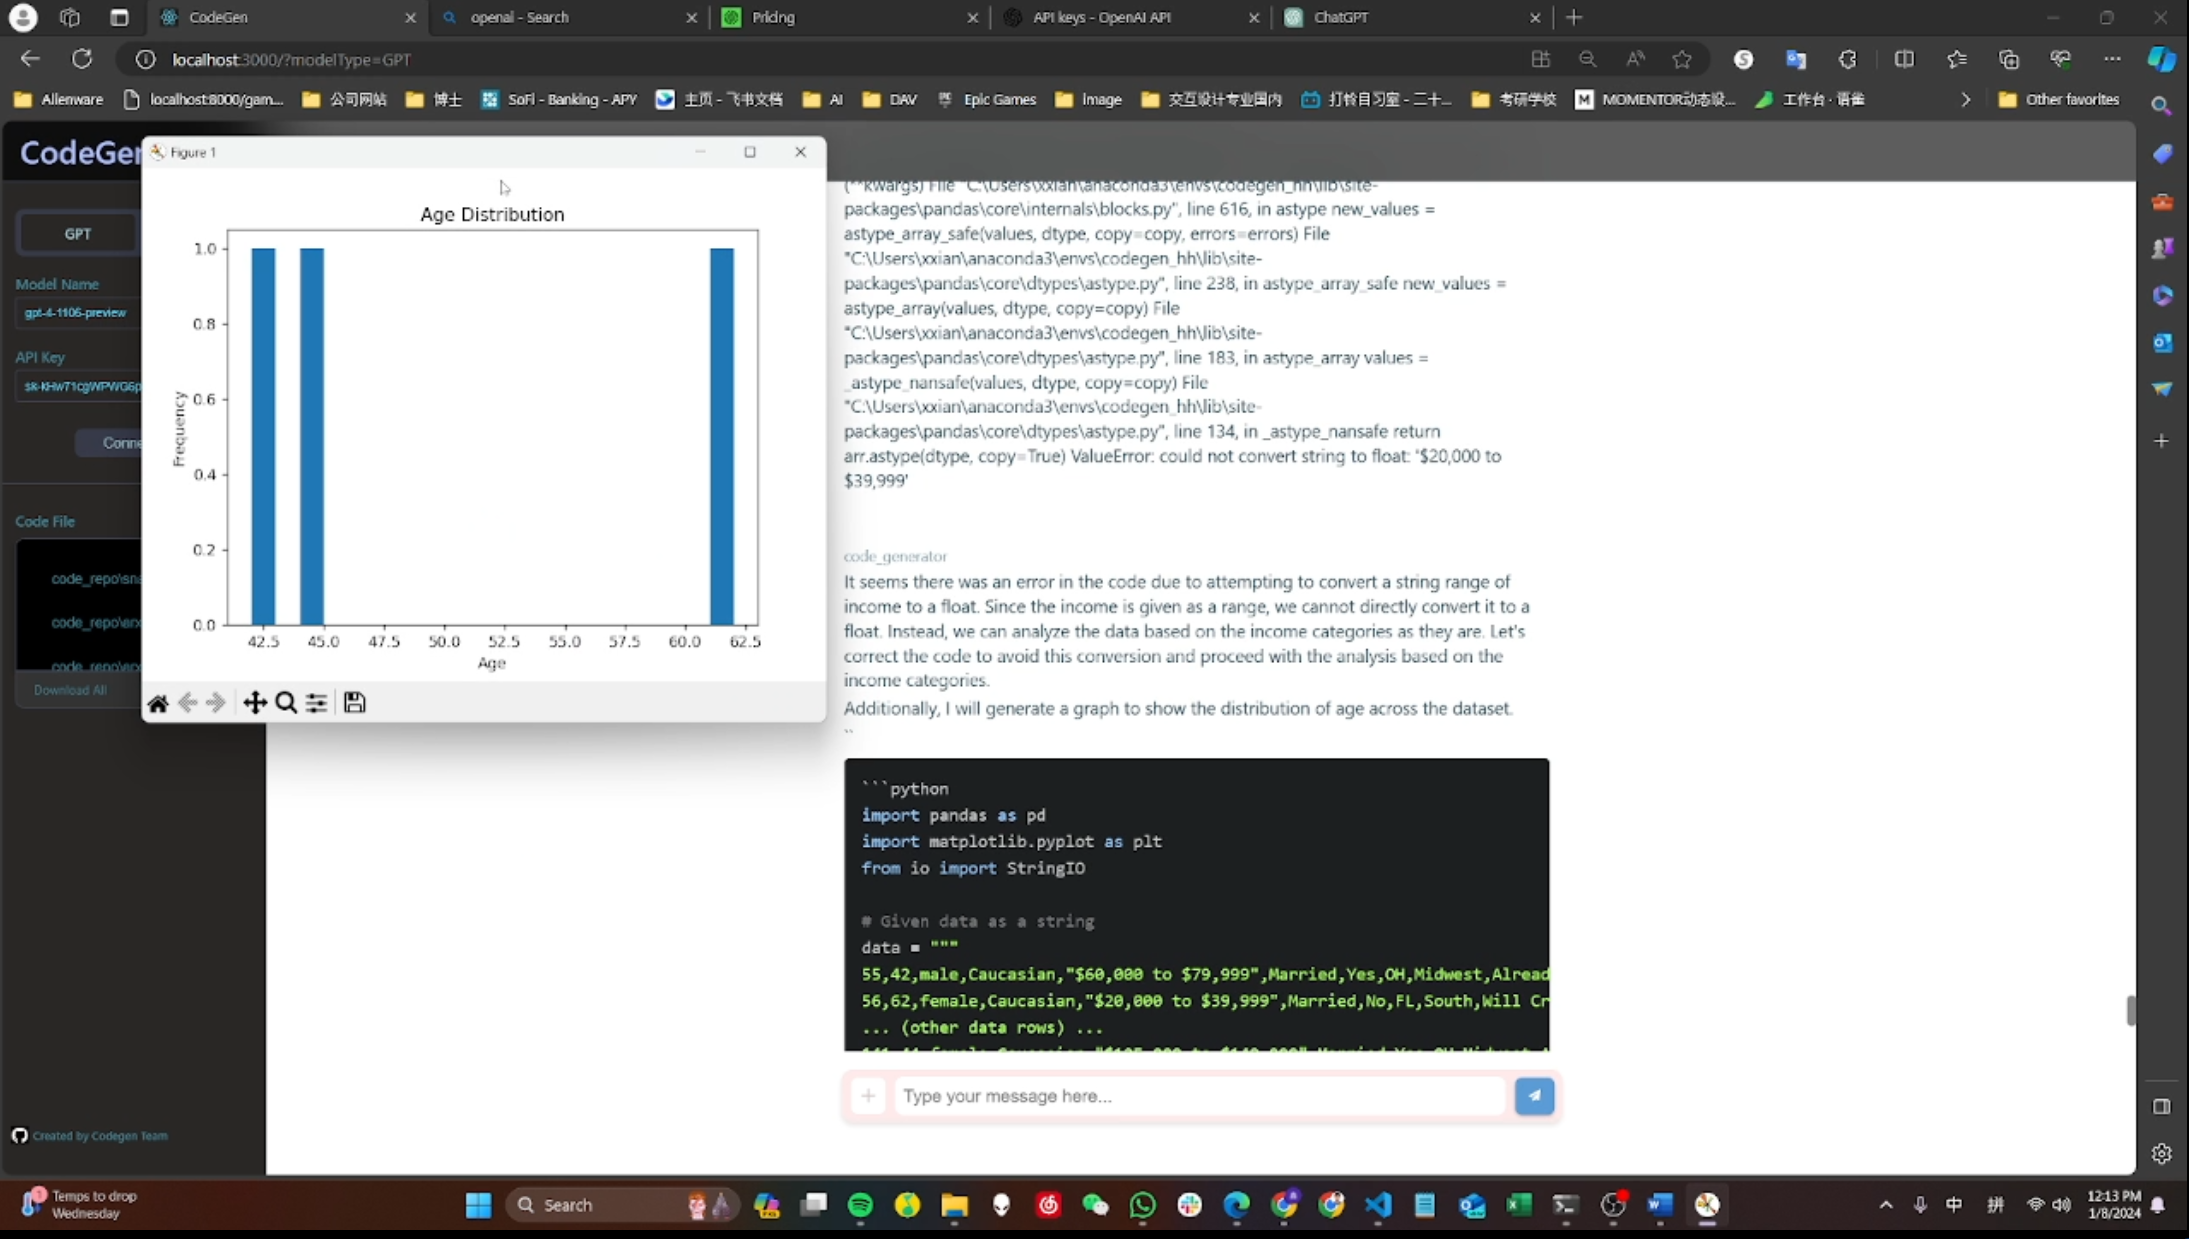 CodeGen
openai - Search
Pricing
API keys - OpenAI API
ChatGPT
localhost:3000/?modelType=GPT
Alienware
localhost:8000/gam...
公司网站
博士
SoFi - Banking - APY
主页 - 飞书文档
AI
DAV
Epic Games
Image
交互设计专业国内
打铃自习室 - 二十...
考研学校
MOMENTOR动态设...
工作台 · 语雀
Other favorites
CodeGen
GPT
Model Name
gpt-4-1106-preview
API Key
Conne
Code File
code_repo\sna
Download All
Created by Codegen Team
Figure 1
Age Distribution
1.0
0.8
0.6
0.4
0.2
0.0
Frequency
42.5 45.0 47.5 50.0 52.5 55.0 57.5 60.0 62.5
Age
(**kwargs) File "C:\Users\xxian\anaconda3\envs\codegen_hh\lib\site-
packages\pandas\core\internals\blocks.py", line 616, in astype new_values =
astype_array_safe(values, dtype, copy=copy, errors=errors) File
"C:\Users\xxian\anaconda3\envs\codegen_hh\lib\site-
packages\pandas\core\dtypes\astype.py", line 238, in astype_array_safe new_values =
astype_array(values, dtype, copy=copy) File
"C:\Users\xxian\anaconda3\envs\codegen_hh\lib\site-
packages\pandas\core\dtypes\astype.py", line 183, in astype_array values =
_astype_nansafe(values, dtype, copy=copy) File
"C:\Users\xxian\anaconda3\envs\codegen_hh\lib\site-
packages\pandas\core\dtypes\astype.py", line 134, in _astype_nansafe return
arr.astype(dtype, copy=True) ValueError: could not convert string to float: '$20,000 to
$39,999'
code_generator
It seems there was an error in the code due to attempting to convert a string range of
income to a float. Since the income is given as a range, we cannot directly convert it to a
float. Instead, we can analyze the data based on the income categories as they are. Let's
correct the code to avoid this conversion and proceed with the analysis based on the
income categories.
Additionally, I will generate a graph to show the distribution of age across the dataset.
``
```python
import pandas as pd
import matplotlib.pyplot as plt
from io import StringIO
# Given data as a string
data = """
55,42,male,Caucasian,"$60,000 to $79,999",Married,Yes,OH,Midwest,Alread
56,62,female,Caucasian,"$20,000 to $39,999",Married,No,FL,South,Will Cr
... (other data rows) ...
Type your message here...
Temps to drop
Wednesday
Search
中
拼
12:13 PM
1/8/2024